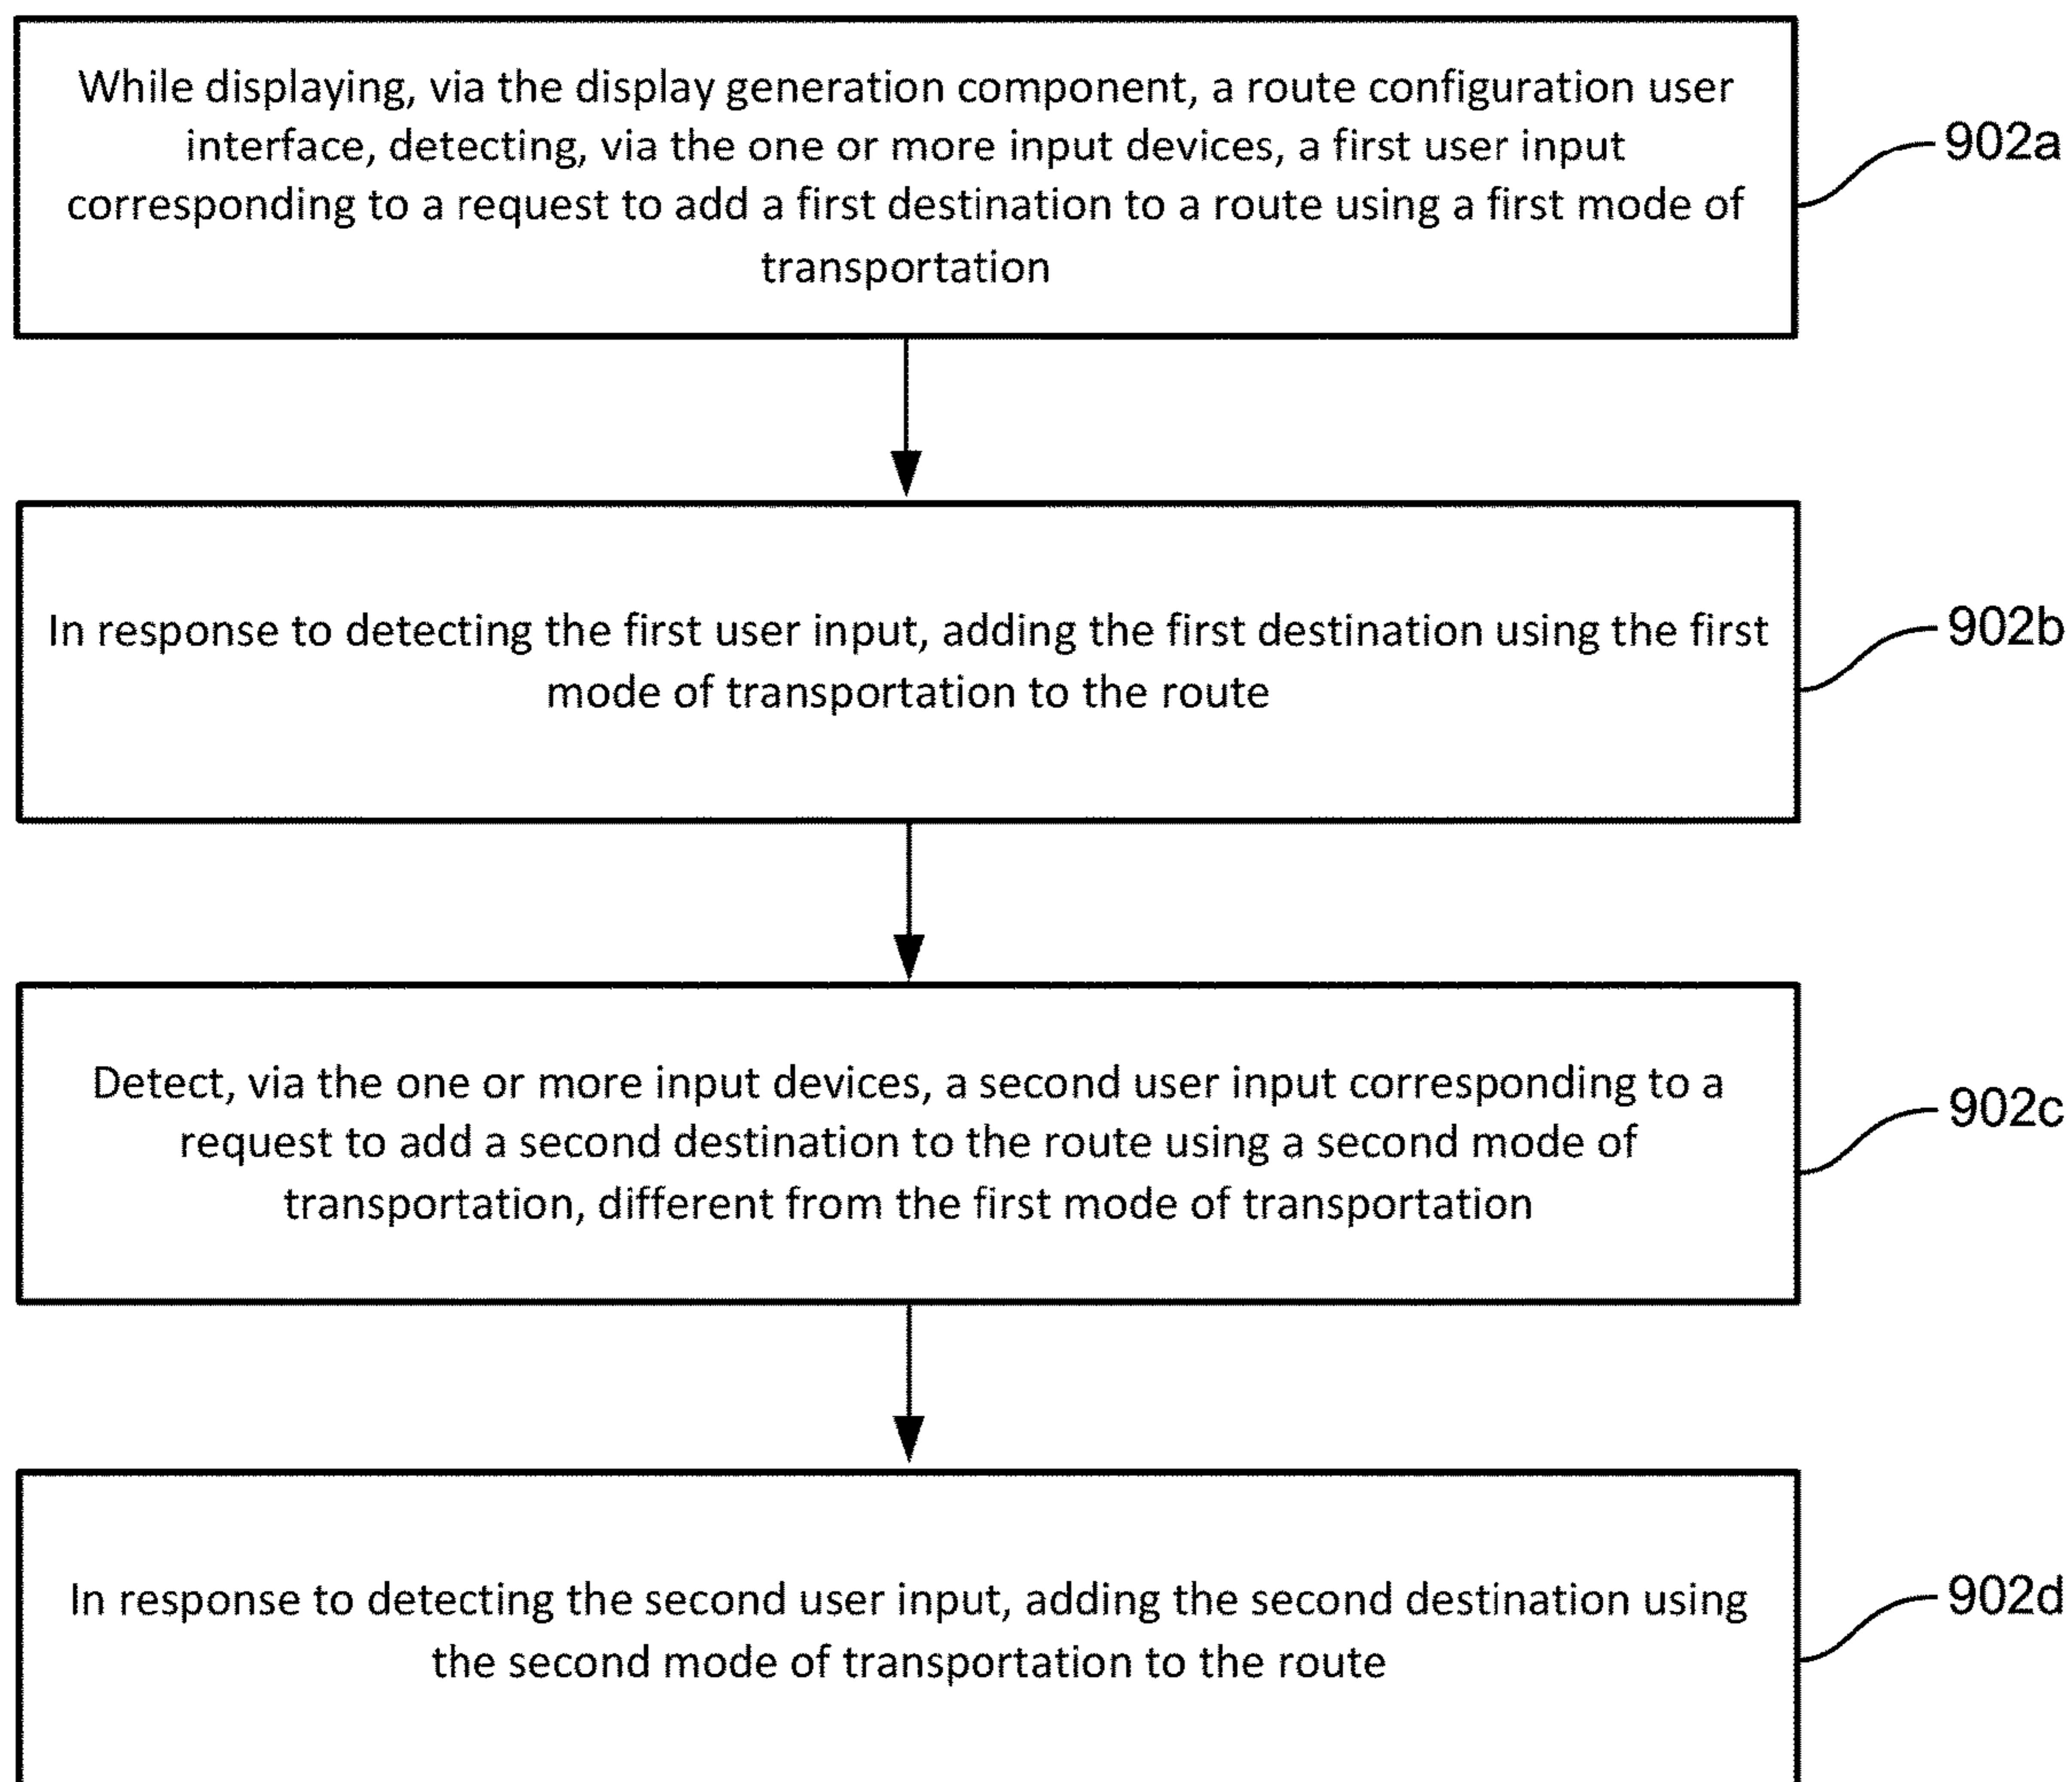 While displaying, via the display generation component, a route configuration user
interface, detecting, via the one or more input devices, a first user input
corresponding to a request to add a first destination to a route using a first mode of
transportation
902a
In response to detecting the first user input, adding the first destination using the first
mode of transportation to the route
902b
Detect, via the one or more input devices, a second user input corresponding to a
request to add a second destination to the route using a second mode of
transportation, different from the first mode of transportation
902c
In response to detecting the second user input, adding the second destination using
the second mode of transportation to the route
902d